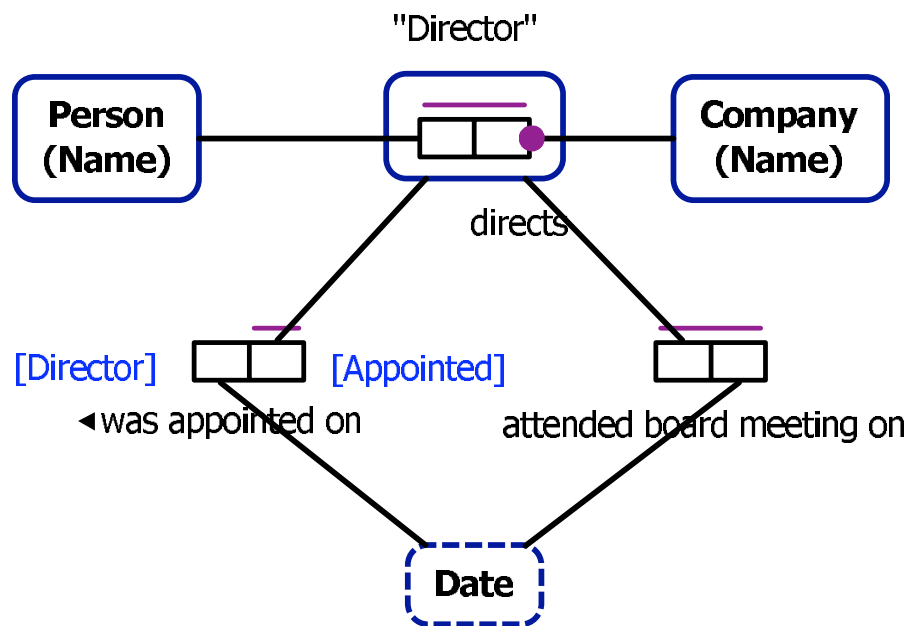 "Director"
Person
(Name)
Company
(Name)
directs
[Director]
[Appointed]
◄was appointed on
attended board meeting on
Date